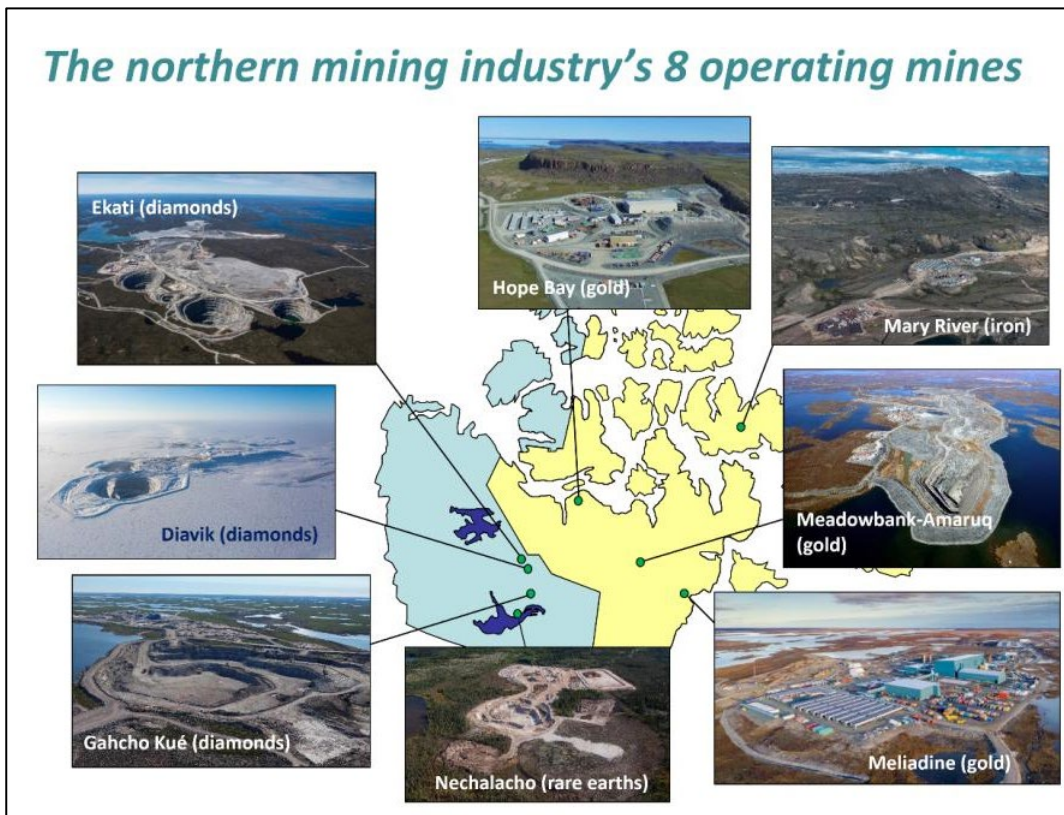 The northern mining industry's 8 operating mines
Ekati (diamonds)
Hope Bay (gold)
Mary River (iron)
Diavik (diamonds)
Meadowbank-Amaruq
(gold)
Gahcho Kué (diamonds)
Nechalacho (rare earths)
Meliadine (gold)